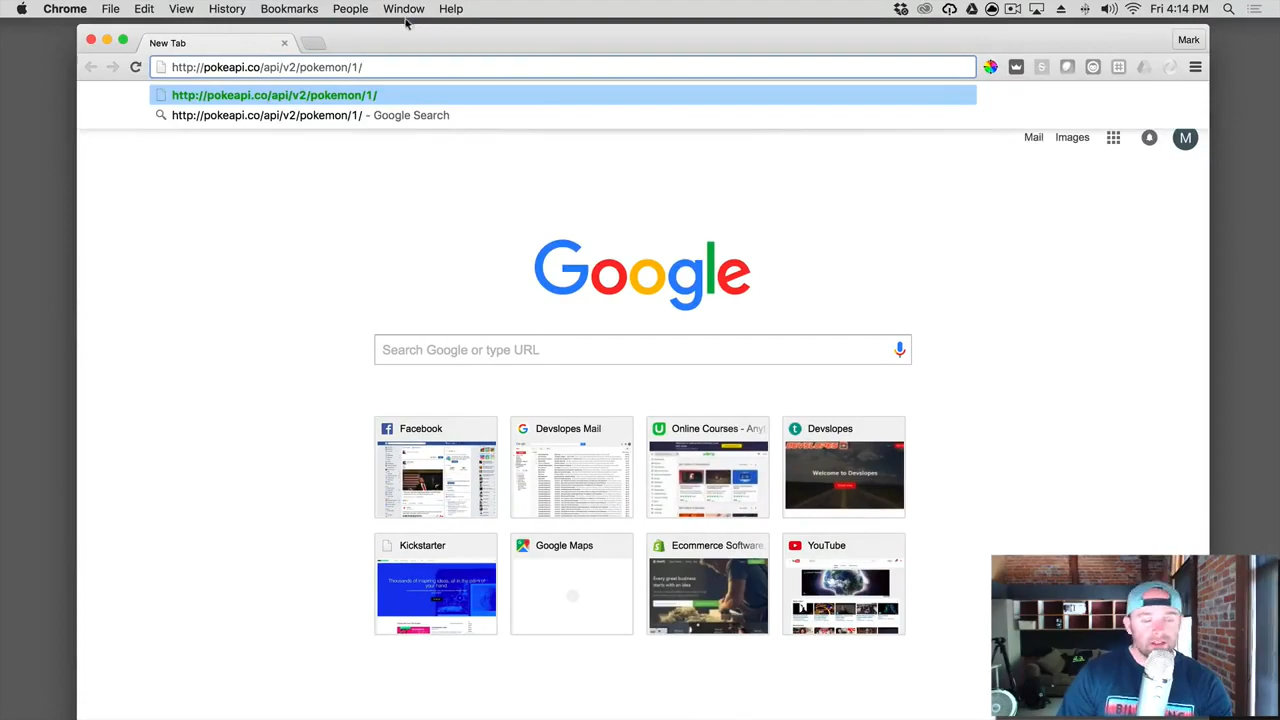 Chrome File Edit View History Bookmarks People Window Help Fri 4:14 PM
New Tab Mark
http://pokeapi.co/api/v2/pokemon/1/
http://pokeapi.co/api/v2/pokemon/1/
http://pokeapi.co/api/v2/pokemon/1/ - Google Search
Mail Images M
Google
Search Google or type URL
Facebook Devslopes Mail Online Courses - Any Devslopes
Welcome to Devslopes
Kickstarter Google Maps Ecommerce Software, YouTube